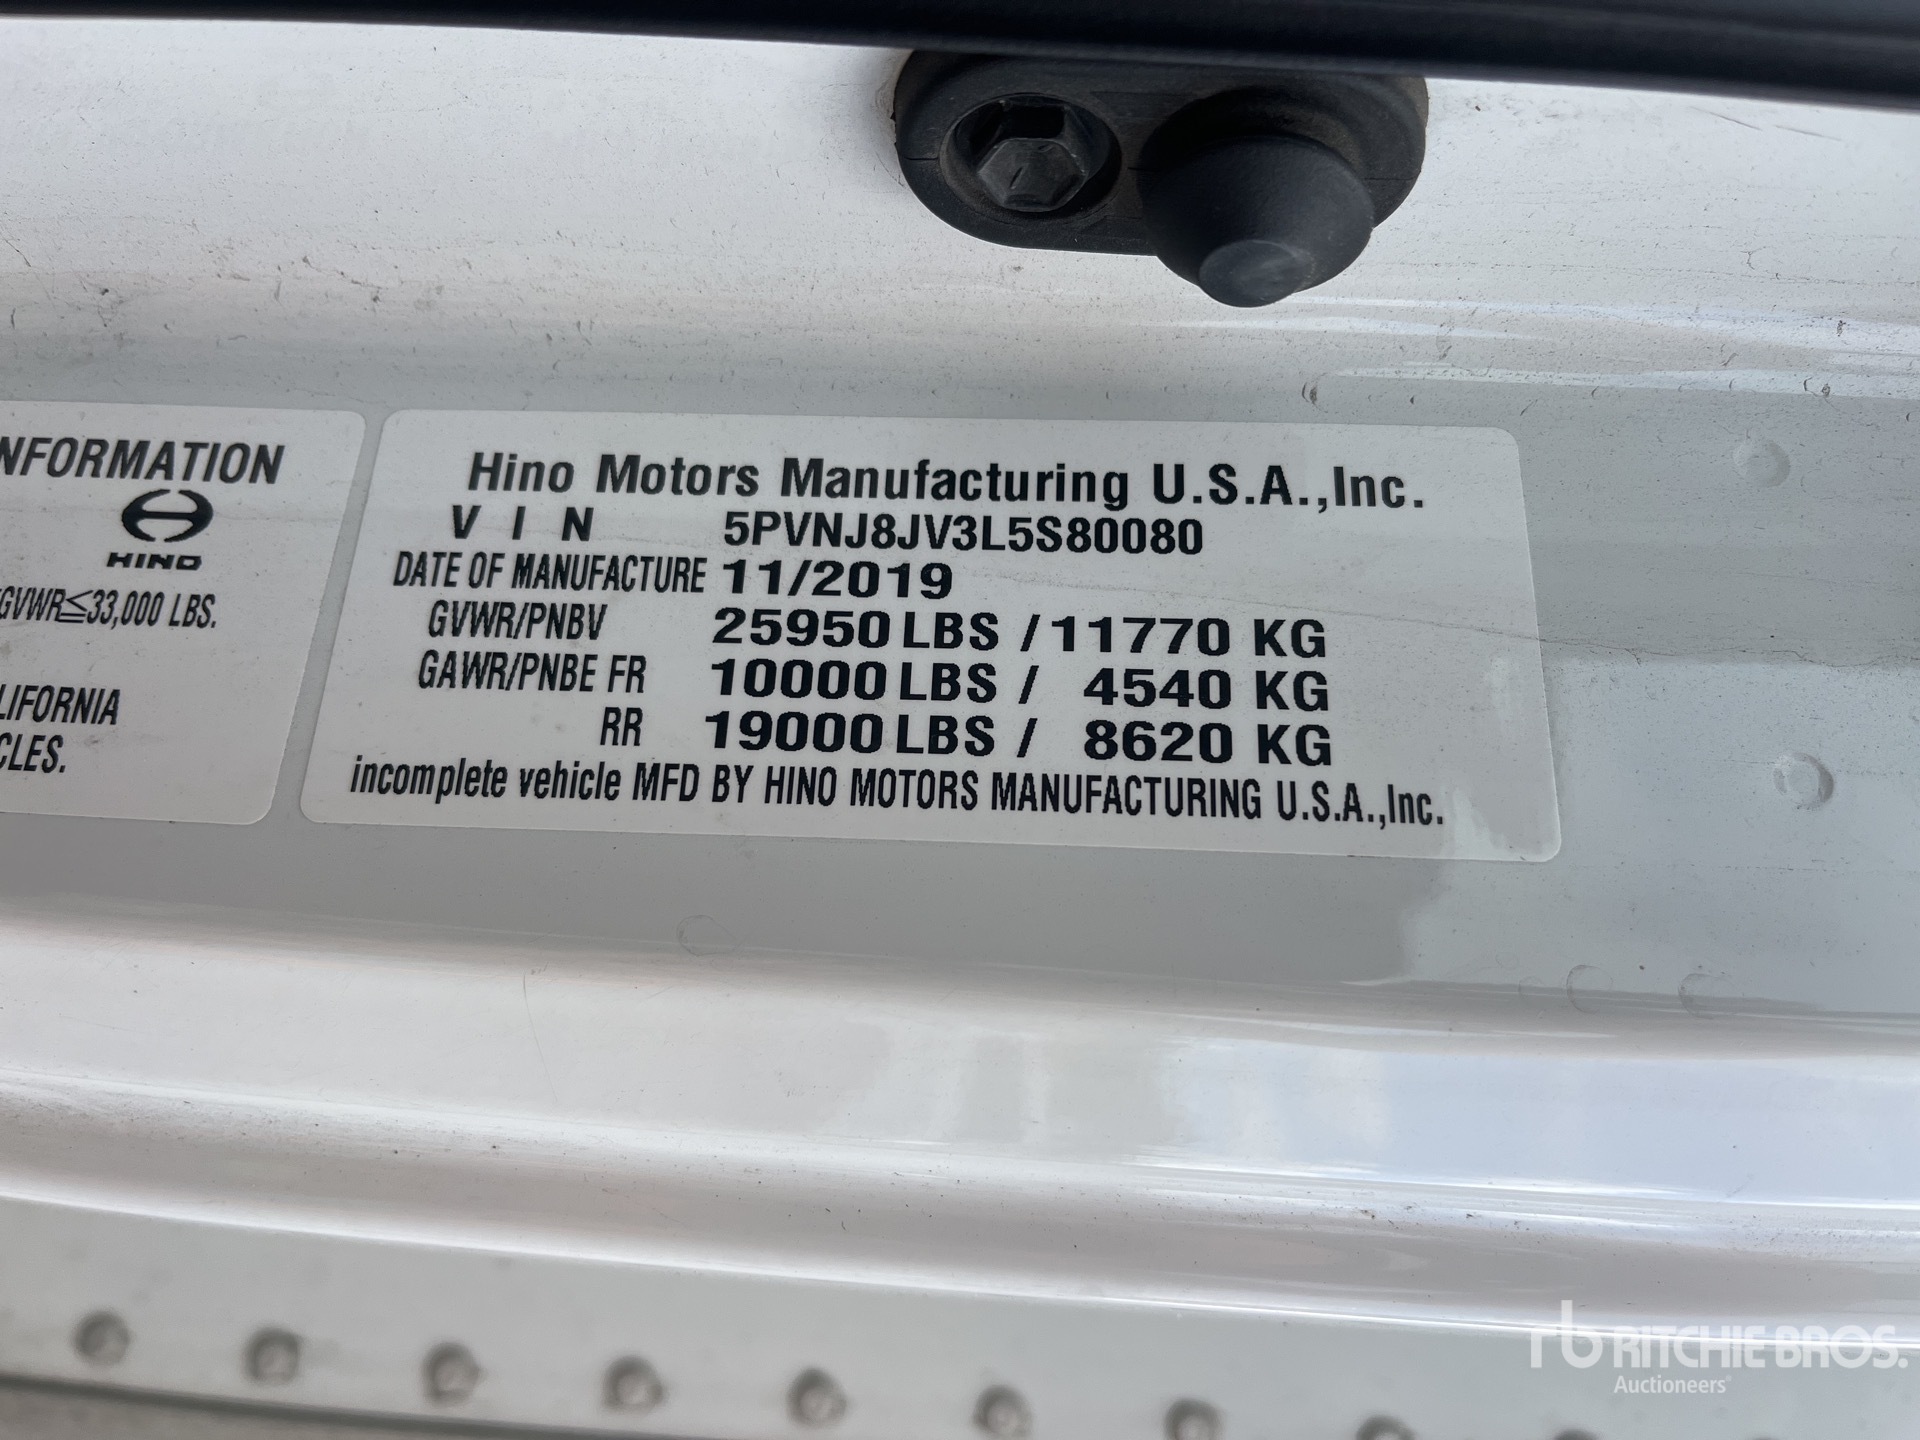 NFORMATION
HINO
GVWR≦33,000 LBS.
LIFORNIA
CLES.
Hino Motors Manufacturing U.S.A.,Inc.
V I N 5PVNJ8JV3L5S80080
DATE OF MANUFACTURE 11/2019
GVWR/PNBV 25950 LBS / 11770 KG
GAWR/PNBE FR 10000 LBS / 4540 KG
RR 19000 LBS / 8620 KG
incomplete vehicle MFD BY HINO MOTORS MANUFACTURING U.S.A.,Inc.
rb RITCHIE BROS.
Auctioneers